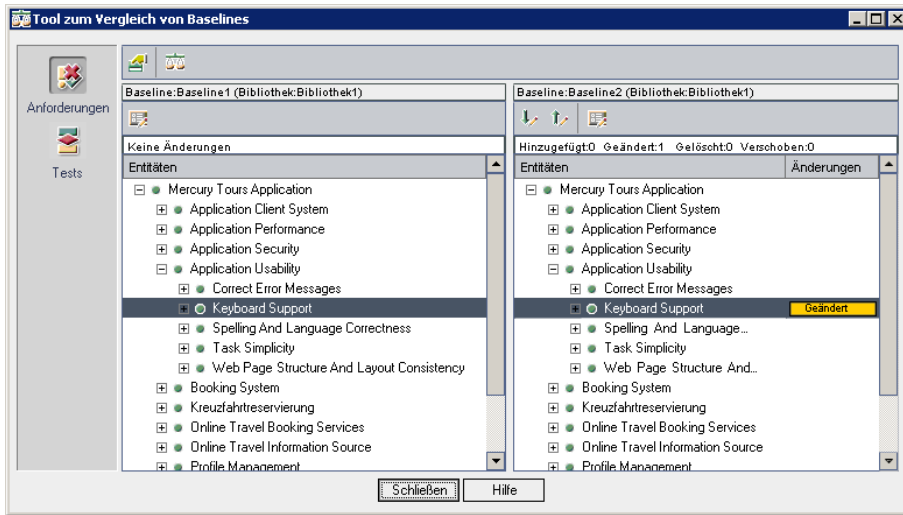 Tool zum Vergleich von Baselines
Anforderungen
Tests
Baseline:Baseline1 (Bibliothek:Bibliothek1)
Keine Änderungen
Entitäten
Mercury Tours Application
Application Client System
Application Performance
Application Security
Application Usability
Correct Error Messages
Keyboard Support
Spelling And Language Correctness
Task Simplicity
Web Page Structure And Layout Consistency
Booking System
Kreuzfahrtreservierung
Online Travel Booking Services
Online Travel Information Source
Profile Management
Baseline:Baseline2 (Bibliothek:Bibliothek1)
Hinzugefügt:0 Geändert:1 Gelöscht:0 Verschoben:0
Entitäten Änderungen
Mercury Tours Application
Application Client System
Application Performance
Application Security
Application Usability
Correct Error Messages
Keyboard Support Geändert
Spelling And Language...
Task Simplicity
Web Page Structure And...
Booking System
Kreuzfahrtreservierung
Online Travel Booking Services
Online Travel Information Source
Profile Management
Schließen Hilfe